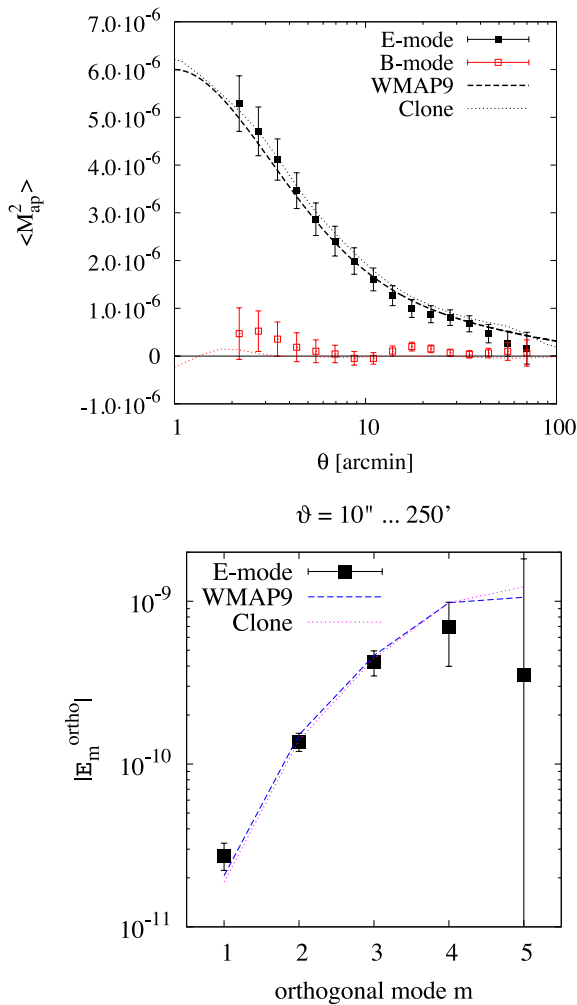 7.0·10⁻⁶
6.0·10⁻⁶
5.0·10⁻⁶
4.0·10⁻⁶
3.0·10⁻⁶
2.0·10⁻⁶
1.0·10⁻⁶
0
-1.0·10⁻⁶
<M²ap>
E-mode
B-mode
WMAP9
Clone
1 10 100
θ [arcmin]
ϑ = 10" ... 250'
E-mode
WMAP9
Clone
10⁻⁹
10⁻¹⁰
10⁻¹¹
|E_m^ortho|
1 2 3 4 5
orthogonal mode m